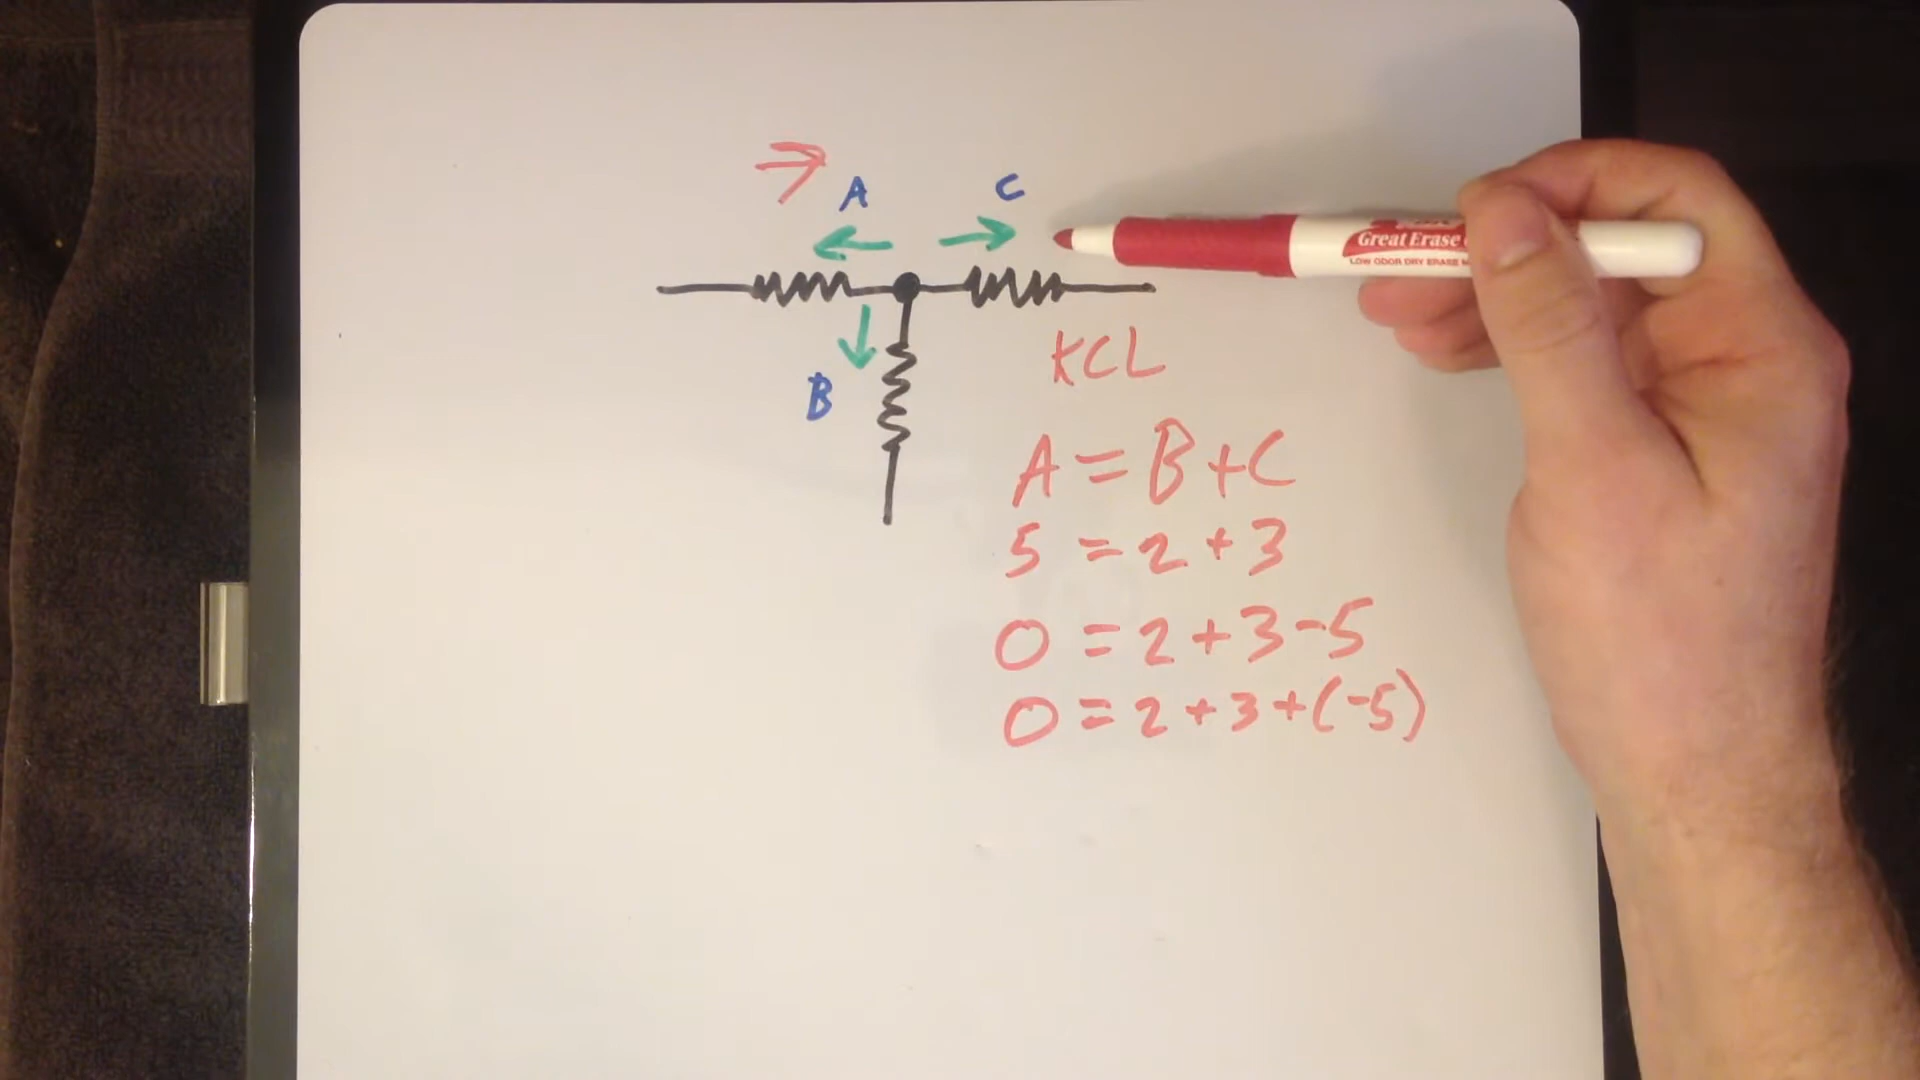 A
C
B
KCL
A = B + C
5 = 2 + 3
0 = 2 + 3 - 5
0 = 2 + 3 + (-5)
Great Erase
LOW ODOR DRY ERASE